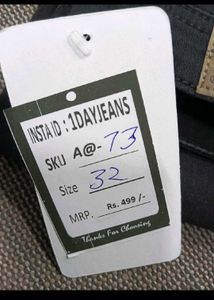 INSTA ID : 1DAYJEANS
SKU A@- 73
Size 32
MRP. Rs. 499 /-
Thanks For Choosing